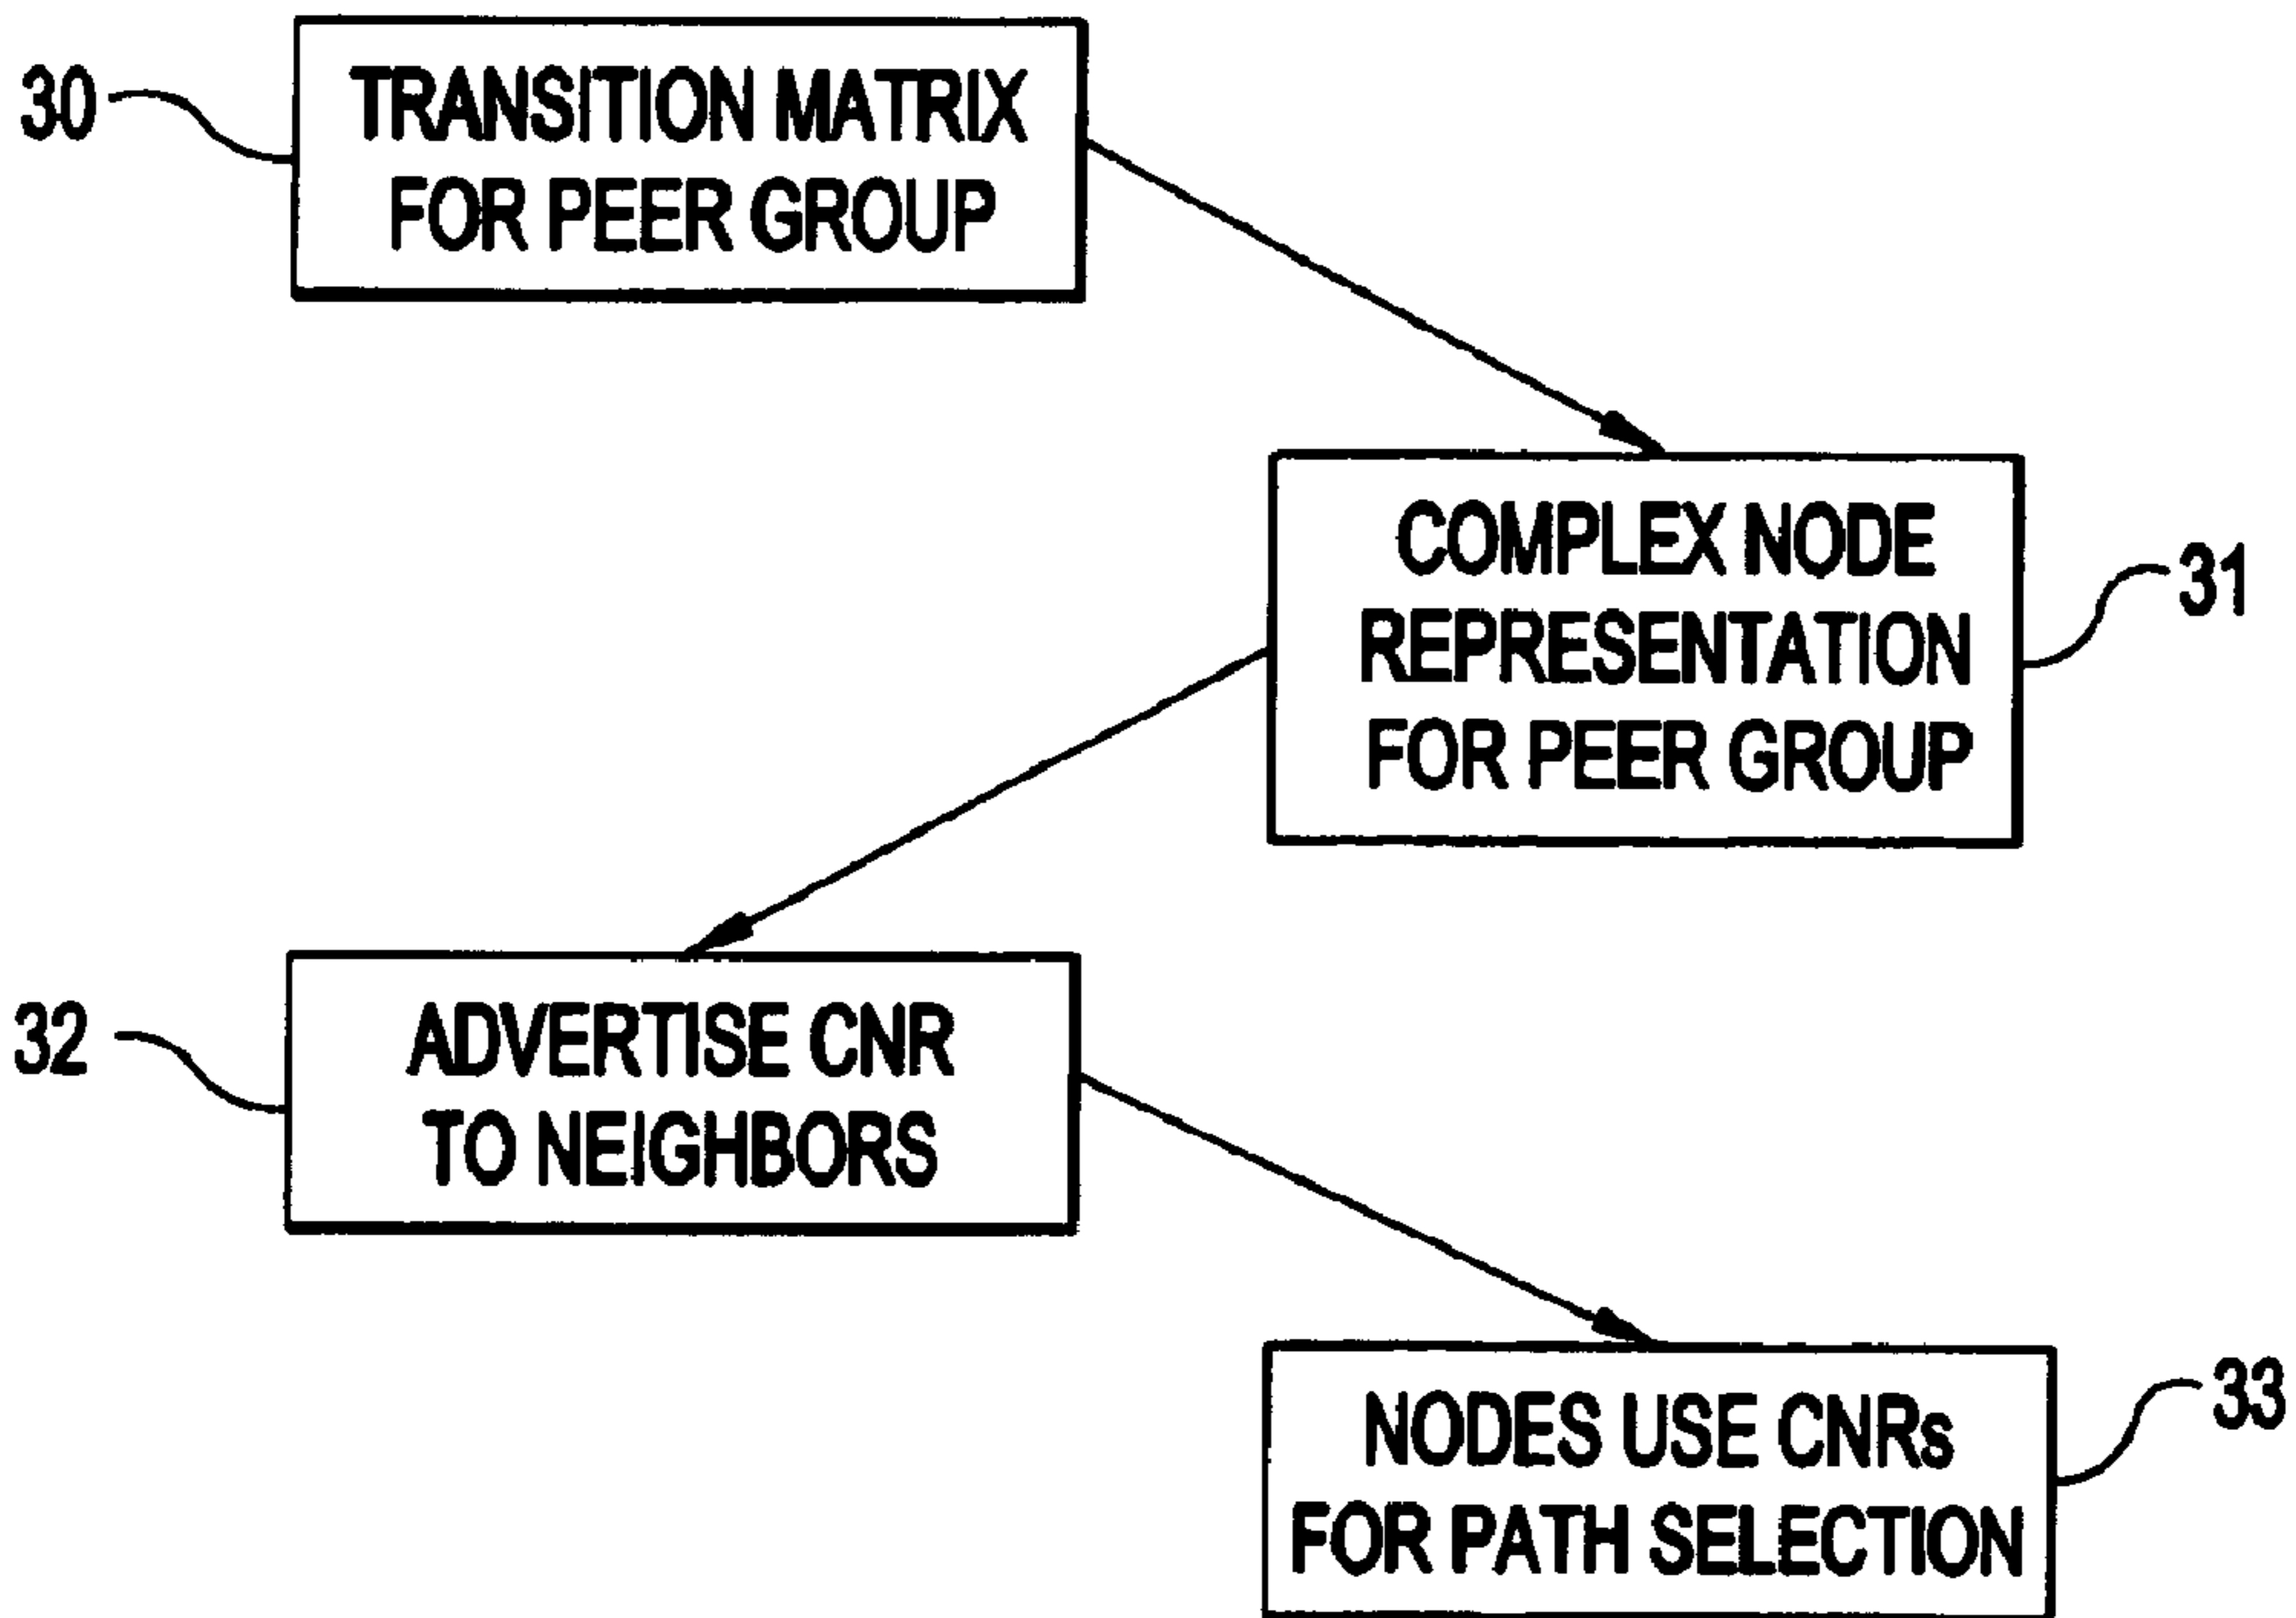 30
TRANSITION MATRIX
FOR PEER GROUP
COMPLEX NODE
REPRESENTATION
FOR PEER GROUP
31
32
ADVERTISE CNR
TO NEIGHBORS
NODES USE CNRs
FOR PATH SELECTION
33